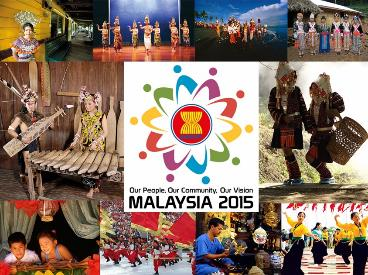 Our People, Our Community, Our Vision
MALAYSIA 2015